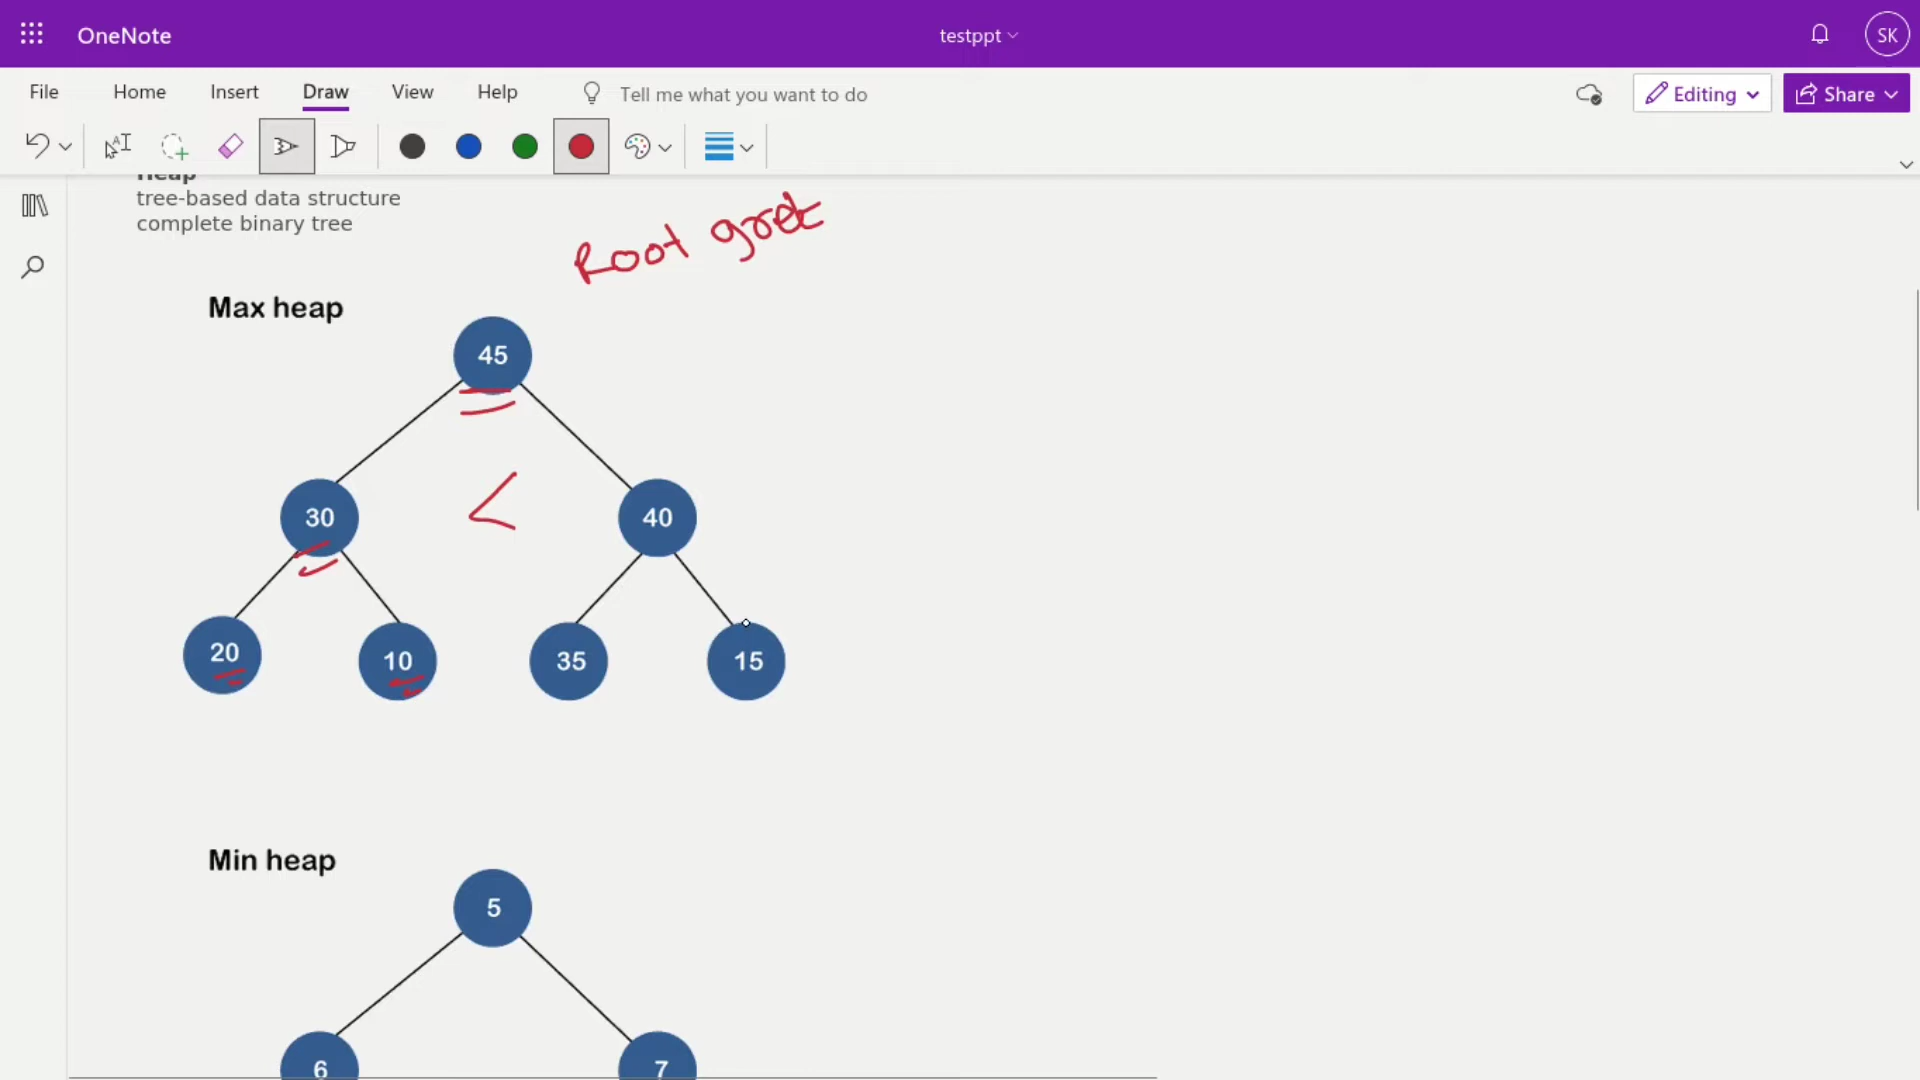 OneNote
testppt
SK
File Home Insert Draw View Help Tell me what you want to do
Editing Share
Heap
tree-based data structure
complete binary tree
Root gret
Max heap
45
30 40
20 10 35 15
Min heap
5
6 7